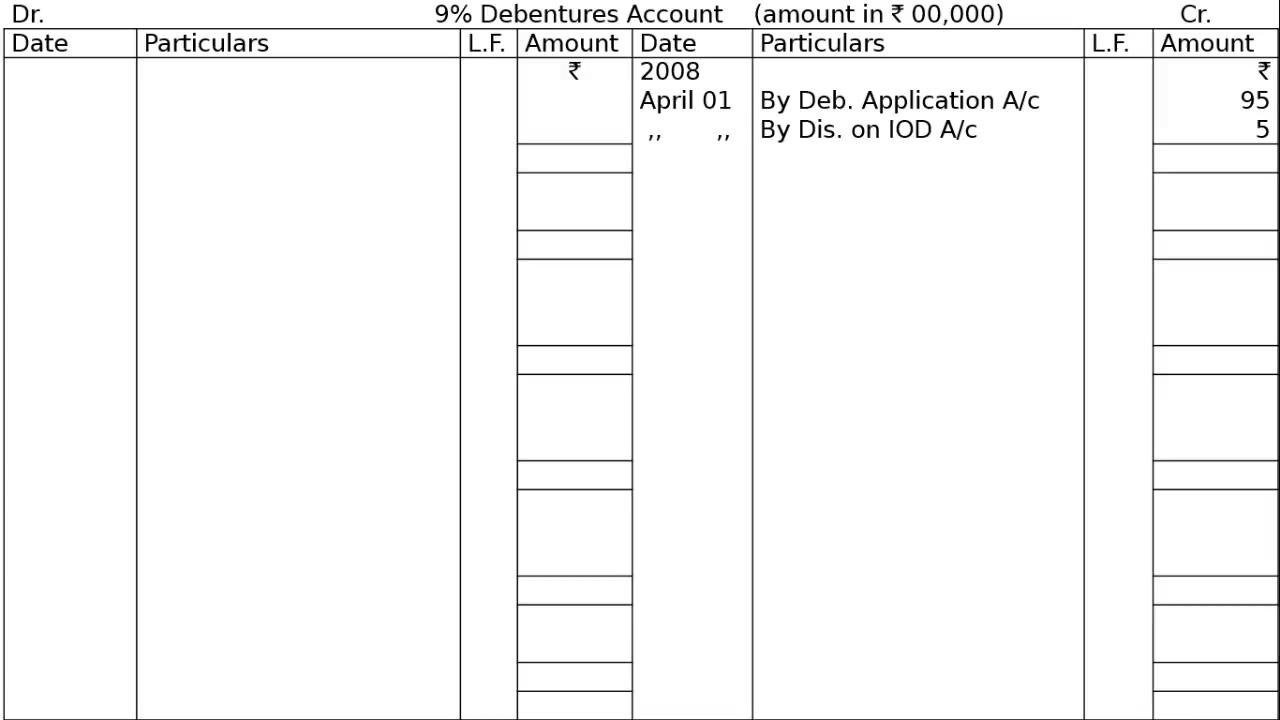 Dr. 9% Debentures Account (amount in ₹ 00,000) Cr.
Date Particulars L.F. Amount Date Particulars L.F. Amount
₹ 2008 ₹
April 01 By Deb. Application A/c 95
,, ,, By Dis. on IOD A/c 5